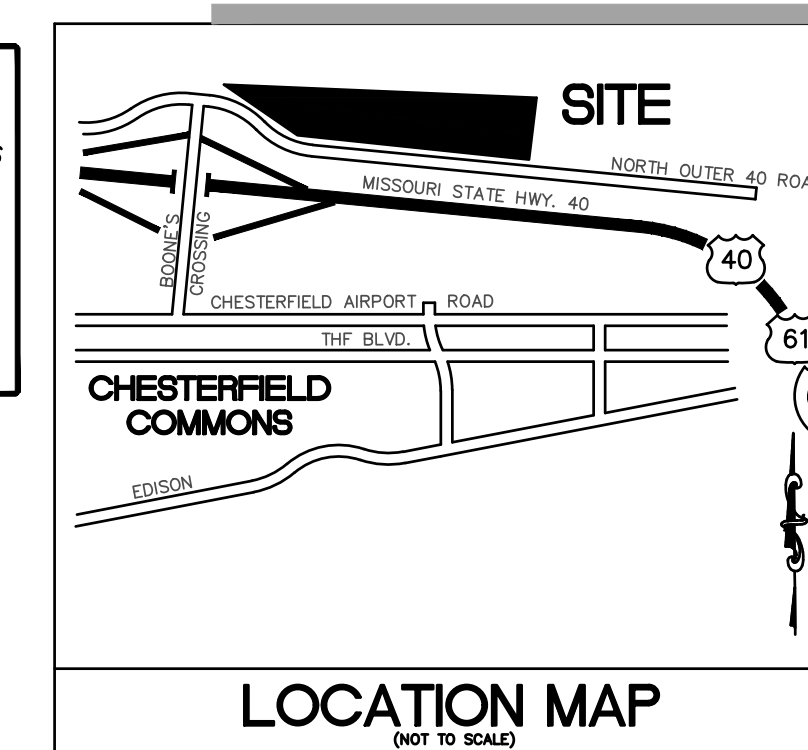 SITE
NORTH OUTER 40
MISSOURI STATE HWY. 40
BOONE'S
CROSSING
40
CHESTERFIELD AIRPORT ROAD
61
THF BLVD.
CHESTERFIELD
COMMONS
EDISON
LOCATION MAP
(NOT TO SCALE)